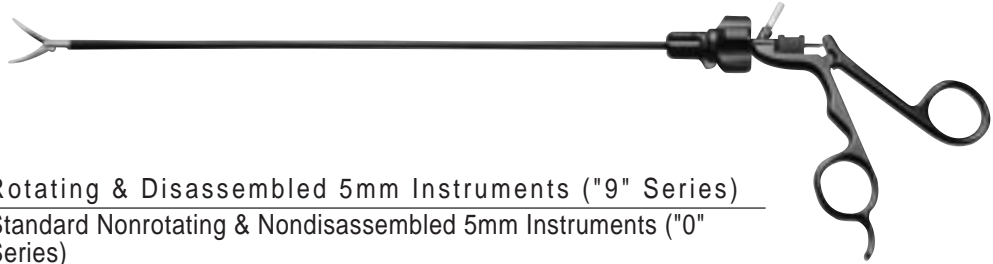 Rotating & Disassembled 5mm Instruments ("9" Series)
Standard Nonrotating & Nondisassembled 5mm Instruments ("0"
Series)